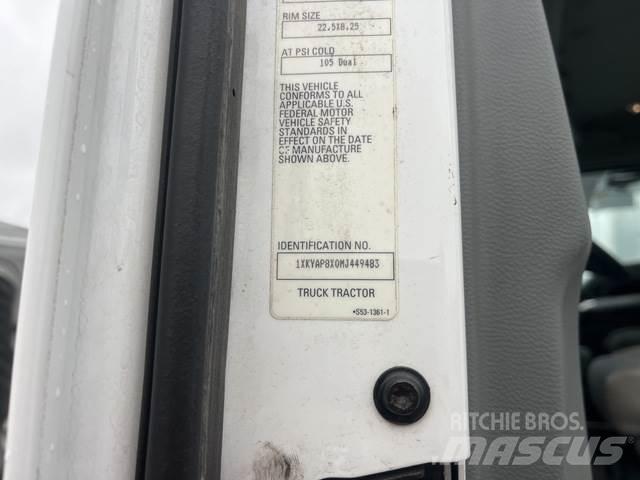 RIM SIZE
22.5X8.25
AT PSI COLD
105 Dual
THIS VEHICLE
CONFORMS TO ALL
APPLICABLE U.S.
FEDERAL MOTOR
VEHICLE SAFETY
STANDARDS IN
EFFECT ON THE DATE
OF MANUFACTURE
SHOWN ABOVE.
IDENTIFICATION NO.
1XKYAP8X0MJ449483
TRUCK TRACTOR
•S53-1361-1
RITCHIE BROS.
MASCUS